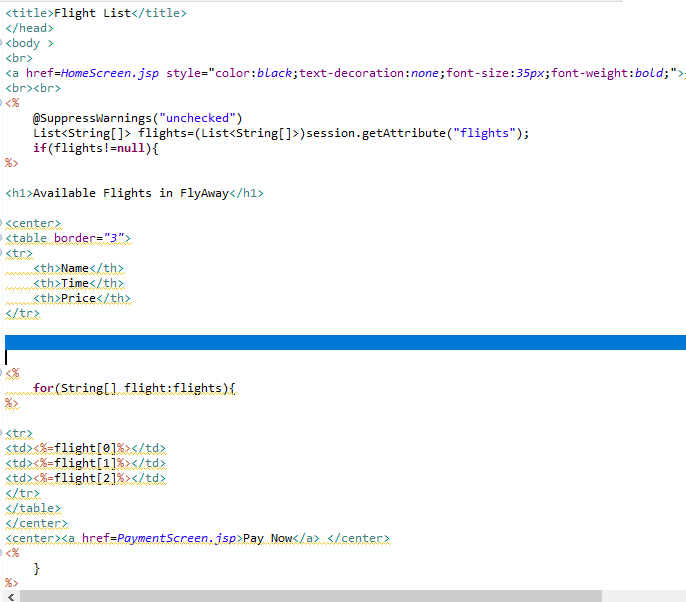 <title>Flight List</title>
</head>
<body >
<br>
<a href=HomeScreen.jsp style="color:black;text-decoration:none;font-size:35px;font-weight:bold;">
<br><br>
<%
@SuppressWarnings("unchecked")
List<String[]> flights=(List<String[]>)session.getAttribute("flights");
if(flights!=null){
%>
<h1>Available Flights in FlyAway</h1>
<center>
<table border="3">
<tr>
<th>Name</th>
<th>Time</th>
<th>Price</th>
</tr>
<%
for(String[] flight:flights){
%>
<tr>
<td><%=flight[0]%></td>
<td><%=flight[1]%></td>
<td><%=flight[2]%></td>
</tr>
</table>
</center>
<center><a href=PaymentScreen.jsp>Pay Now</a> </center>
<%
}
%>